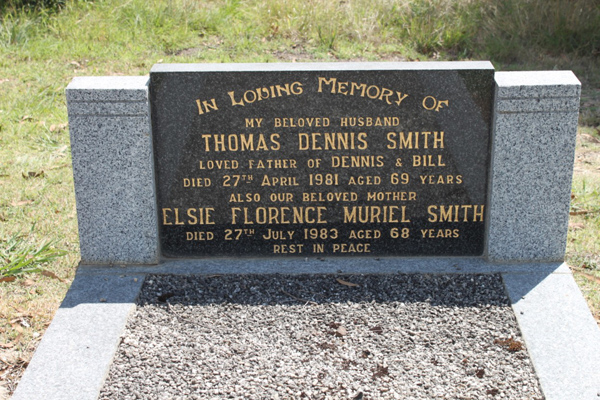 In Loving Memory of
MY BELOVED HUSBAND
THOMAS DENNIS SMITH
LOVED FATHER OF DENNIS & BILL
DIED 27TH APRIL 1981 AGED 69 YEARS
ALSO OUR BELOVED MOTHER
ELSIE FLORENCE MURIEL SMITH
DIED 27TH JULY 1983 AGED 68 YEARS
REST IN PEACE